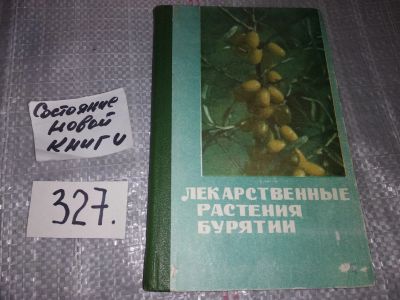 Состояние
новой
книги
327.
ЛЕКАРСТВЕННЫЕ
РАСТЕНИЯ
БУРЯТИИ